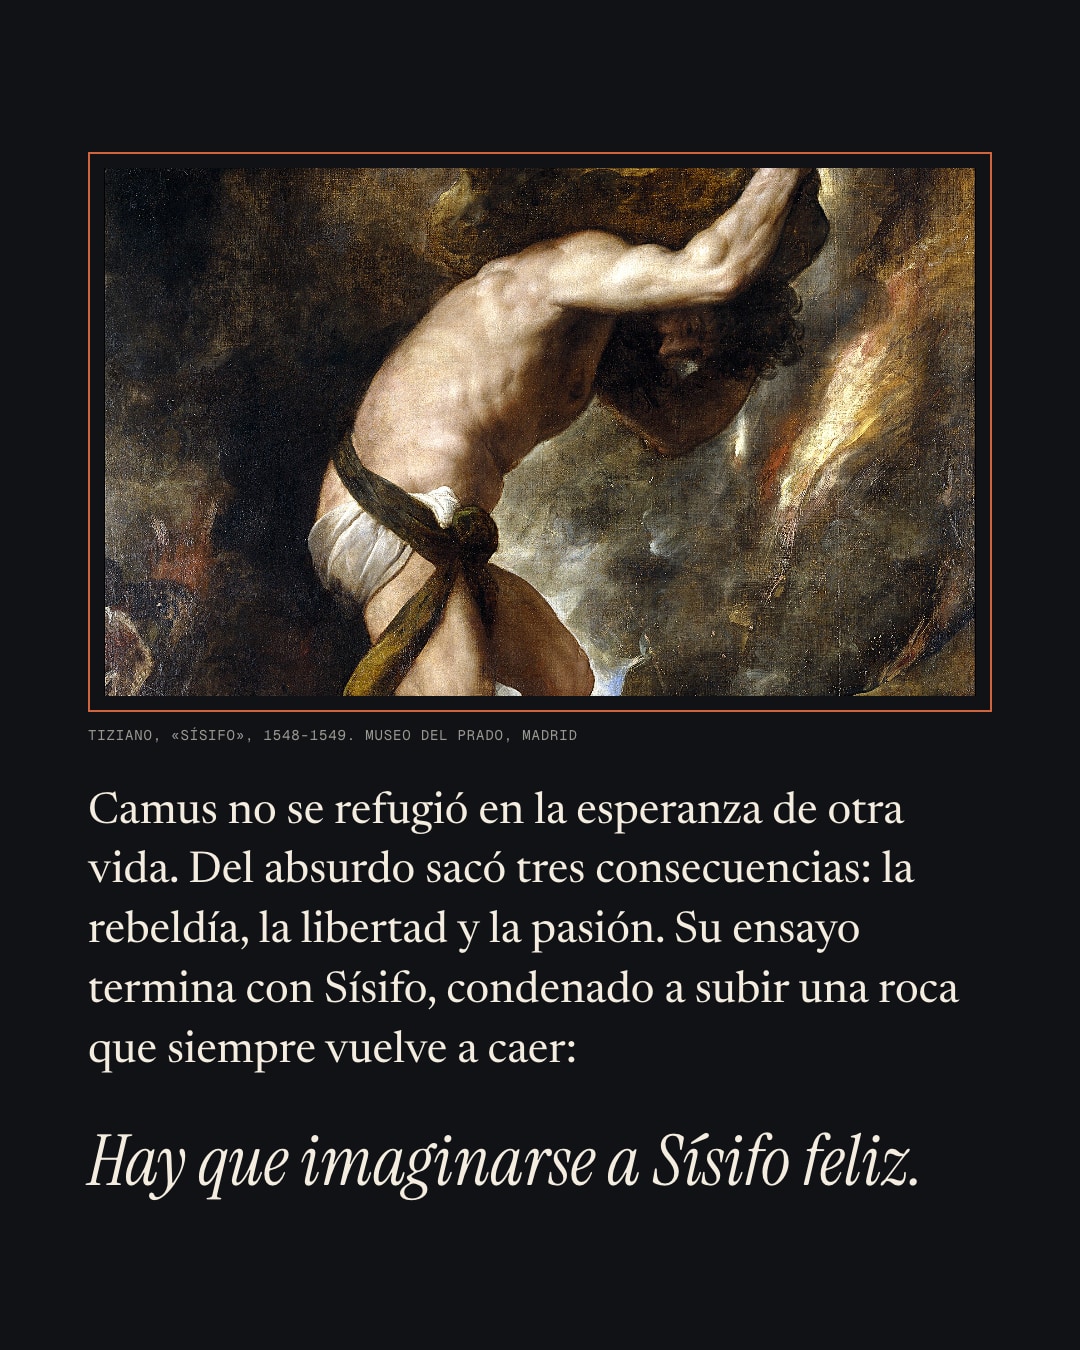 TIZIANO, «SÍSIFO», 1548-1549. MUSEO DEL PRADO, MADRID
Camus no se refugió en la esperanza de otra
vida. Del absurdo sacó tres consecuencias: la
rebeldía, la libertad y la pasión. Su ensayo
termina con Sísifo, condenado a subir una roca
que siempre vuelve a caer:
Hay que imaginarse a Sísifo feliz.